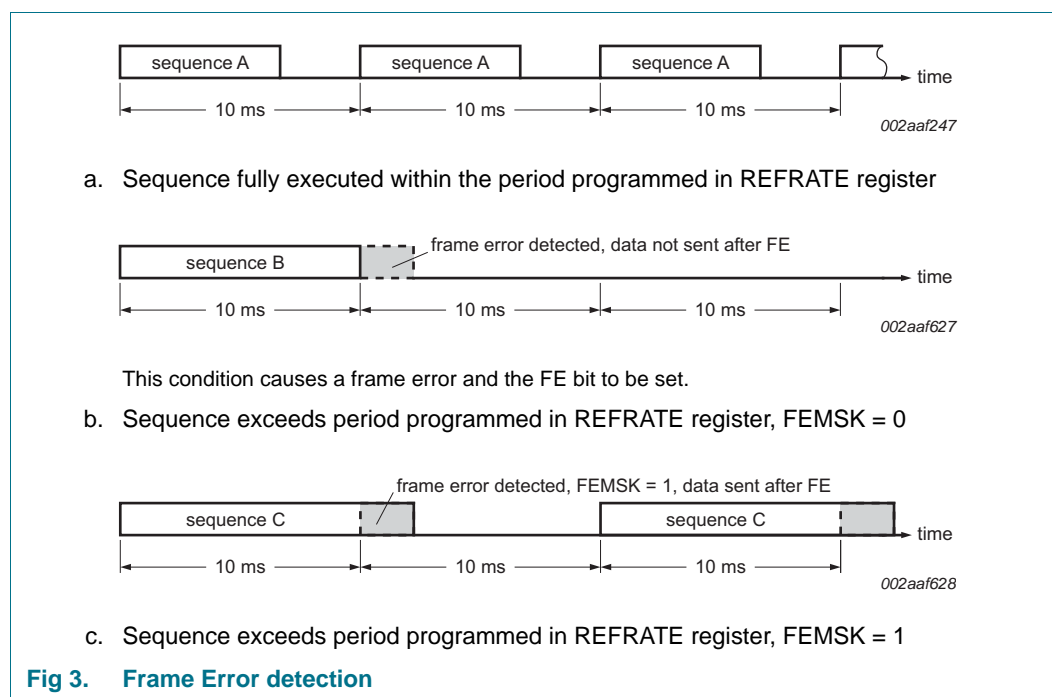 sequence A sequence A sequence A
time
10 ms 10 ms 10 ms
002aaf247
a. Sequence fully executed within the period programmed in REFRATE register
frame error detected, data not sent after FE
sequence B
time
10 ms 10 ms 10 ms
002aaf627
This condition causes a frame error and the FE bit to be set.
b. Sequence exceeds period programmed in REFRATE register, FEMSK = 0
frame error detected, FEMSK = 1, data sent after FE
sequence C sequence C
time
10 ms 10 ms 10 ms
002aaf628
c. Sequence exceeds period programmed in REFRATE register, FEMSK = 1
Fig 3. Frame Error detection